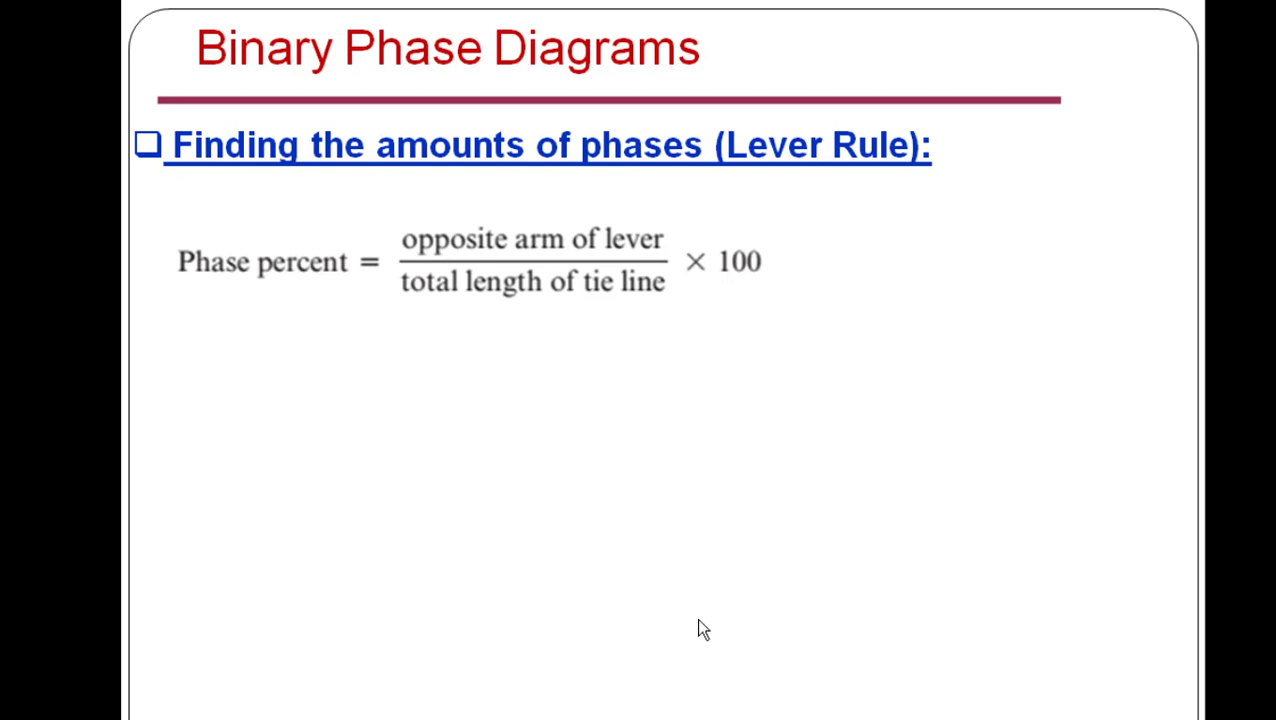 Binary Phase Diagrams
Finding the amounts of phases (Lever Rule):
Phase percent = opposite arm of lever / total length of tie line × 100